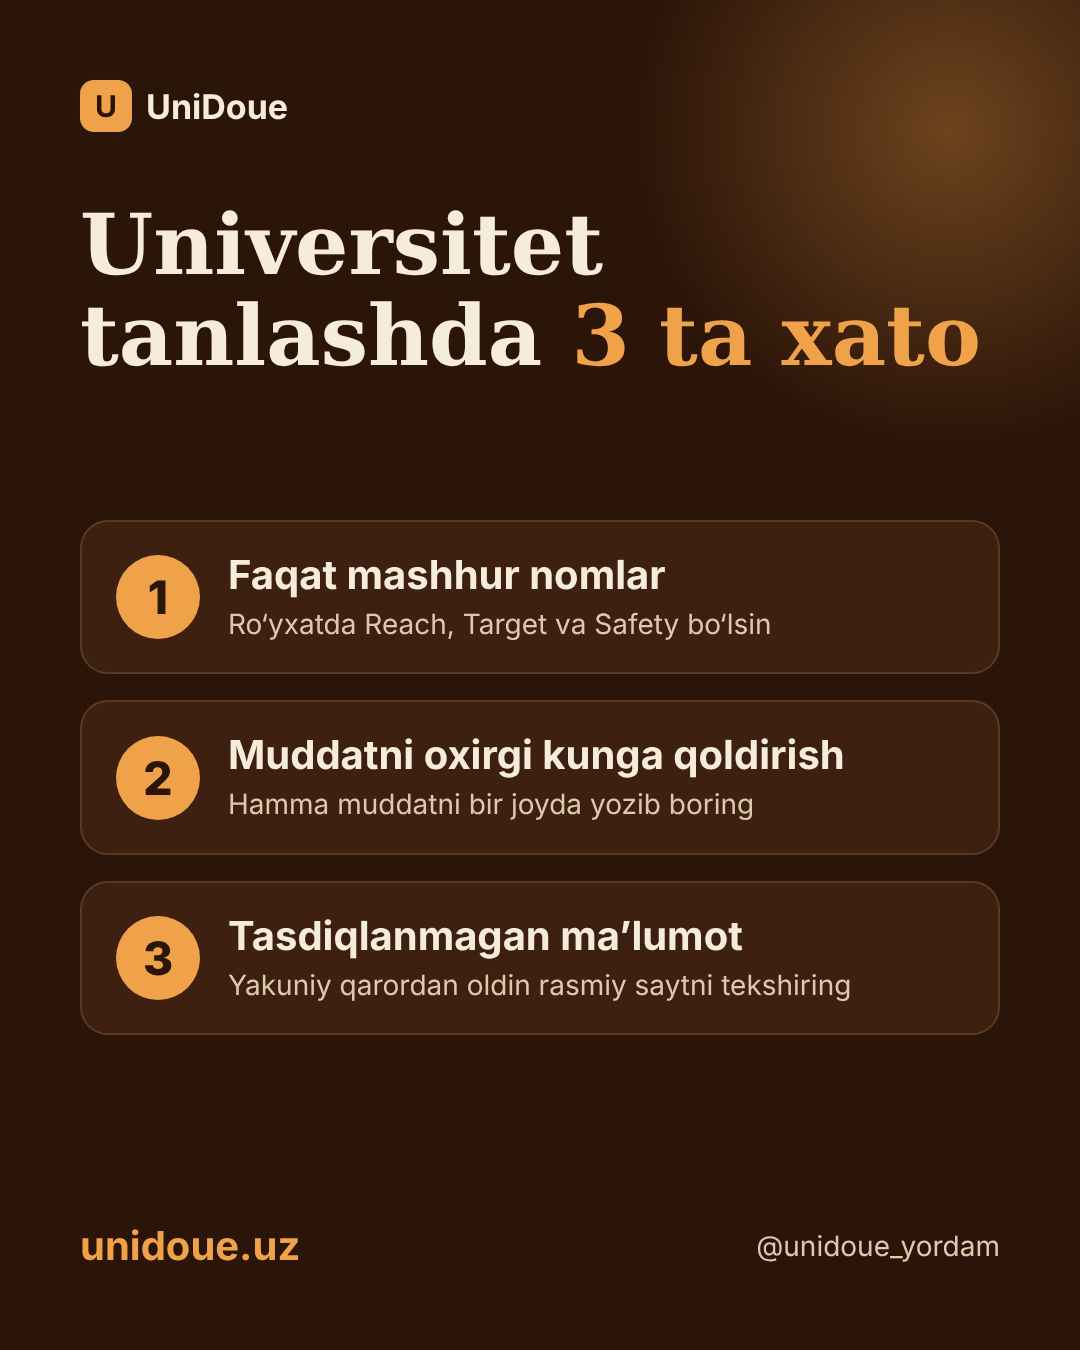 U UniDoue
Universitet
tanlashda 3 ta xato
1
Faqat mashhur nomlar
Roʻyxatda Reach, Target va Safety boʻlsin
2
Muddatni oxirgi kunga qoldirish
Hamma muddatni bir joyda yozib boring
3
Tasdiqlanmagan maʼlumot
Yakuniy qarordan oldin rasmiy saytni tekshiring
unidoue.uz
@unidoue_yordam